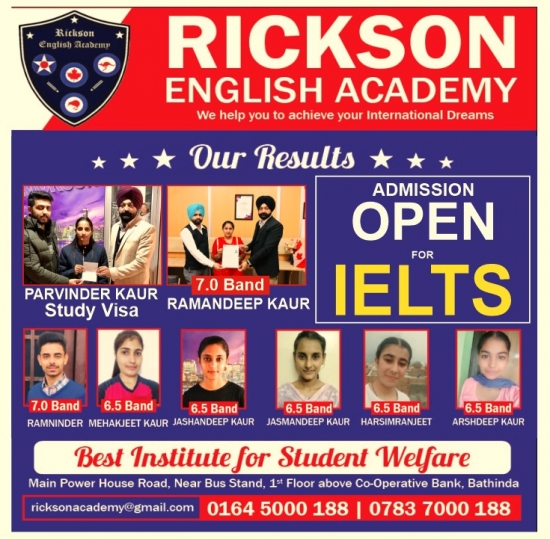 Rickson
English Academy
RICKSON
ENGLISH ACADEMY
We help you to achieve your International Dreams
Our Results
PARVINDER KAUR
Study Visa
7.0 Band
RAMANDEEP KAUR
ADMISSION
OPEN
FOR
IELTS
7.0 Band
RAMNINDER
6.5 Band
MEHAKJEET KAUR
6.5 Band
JASHANDEEP KAUR
6.5 Band
JASMANDEEP KAUR
6.5 Band
HARSIMRANJEET
6.5 Band
ARSHDEEP KAUR
Best Institute for Student Welfare
Main Power House Road, Near Bus Stand, 1st Floor above Co-Operative Bank, Bathinda
ricksonacademy@gmail.com
0164 5000 188 | 0783 7000 188